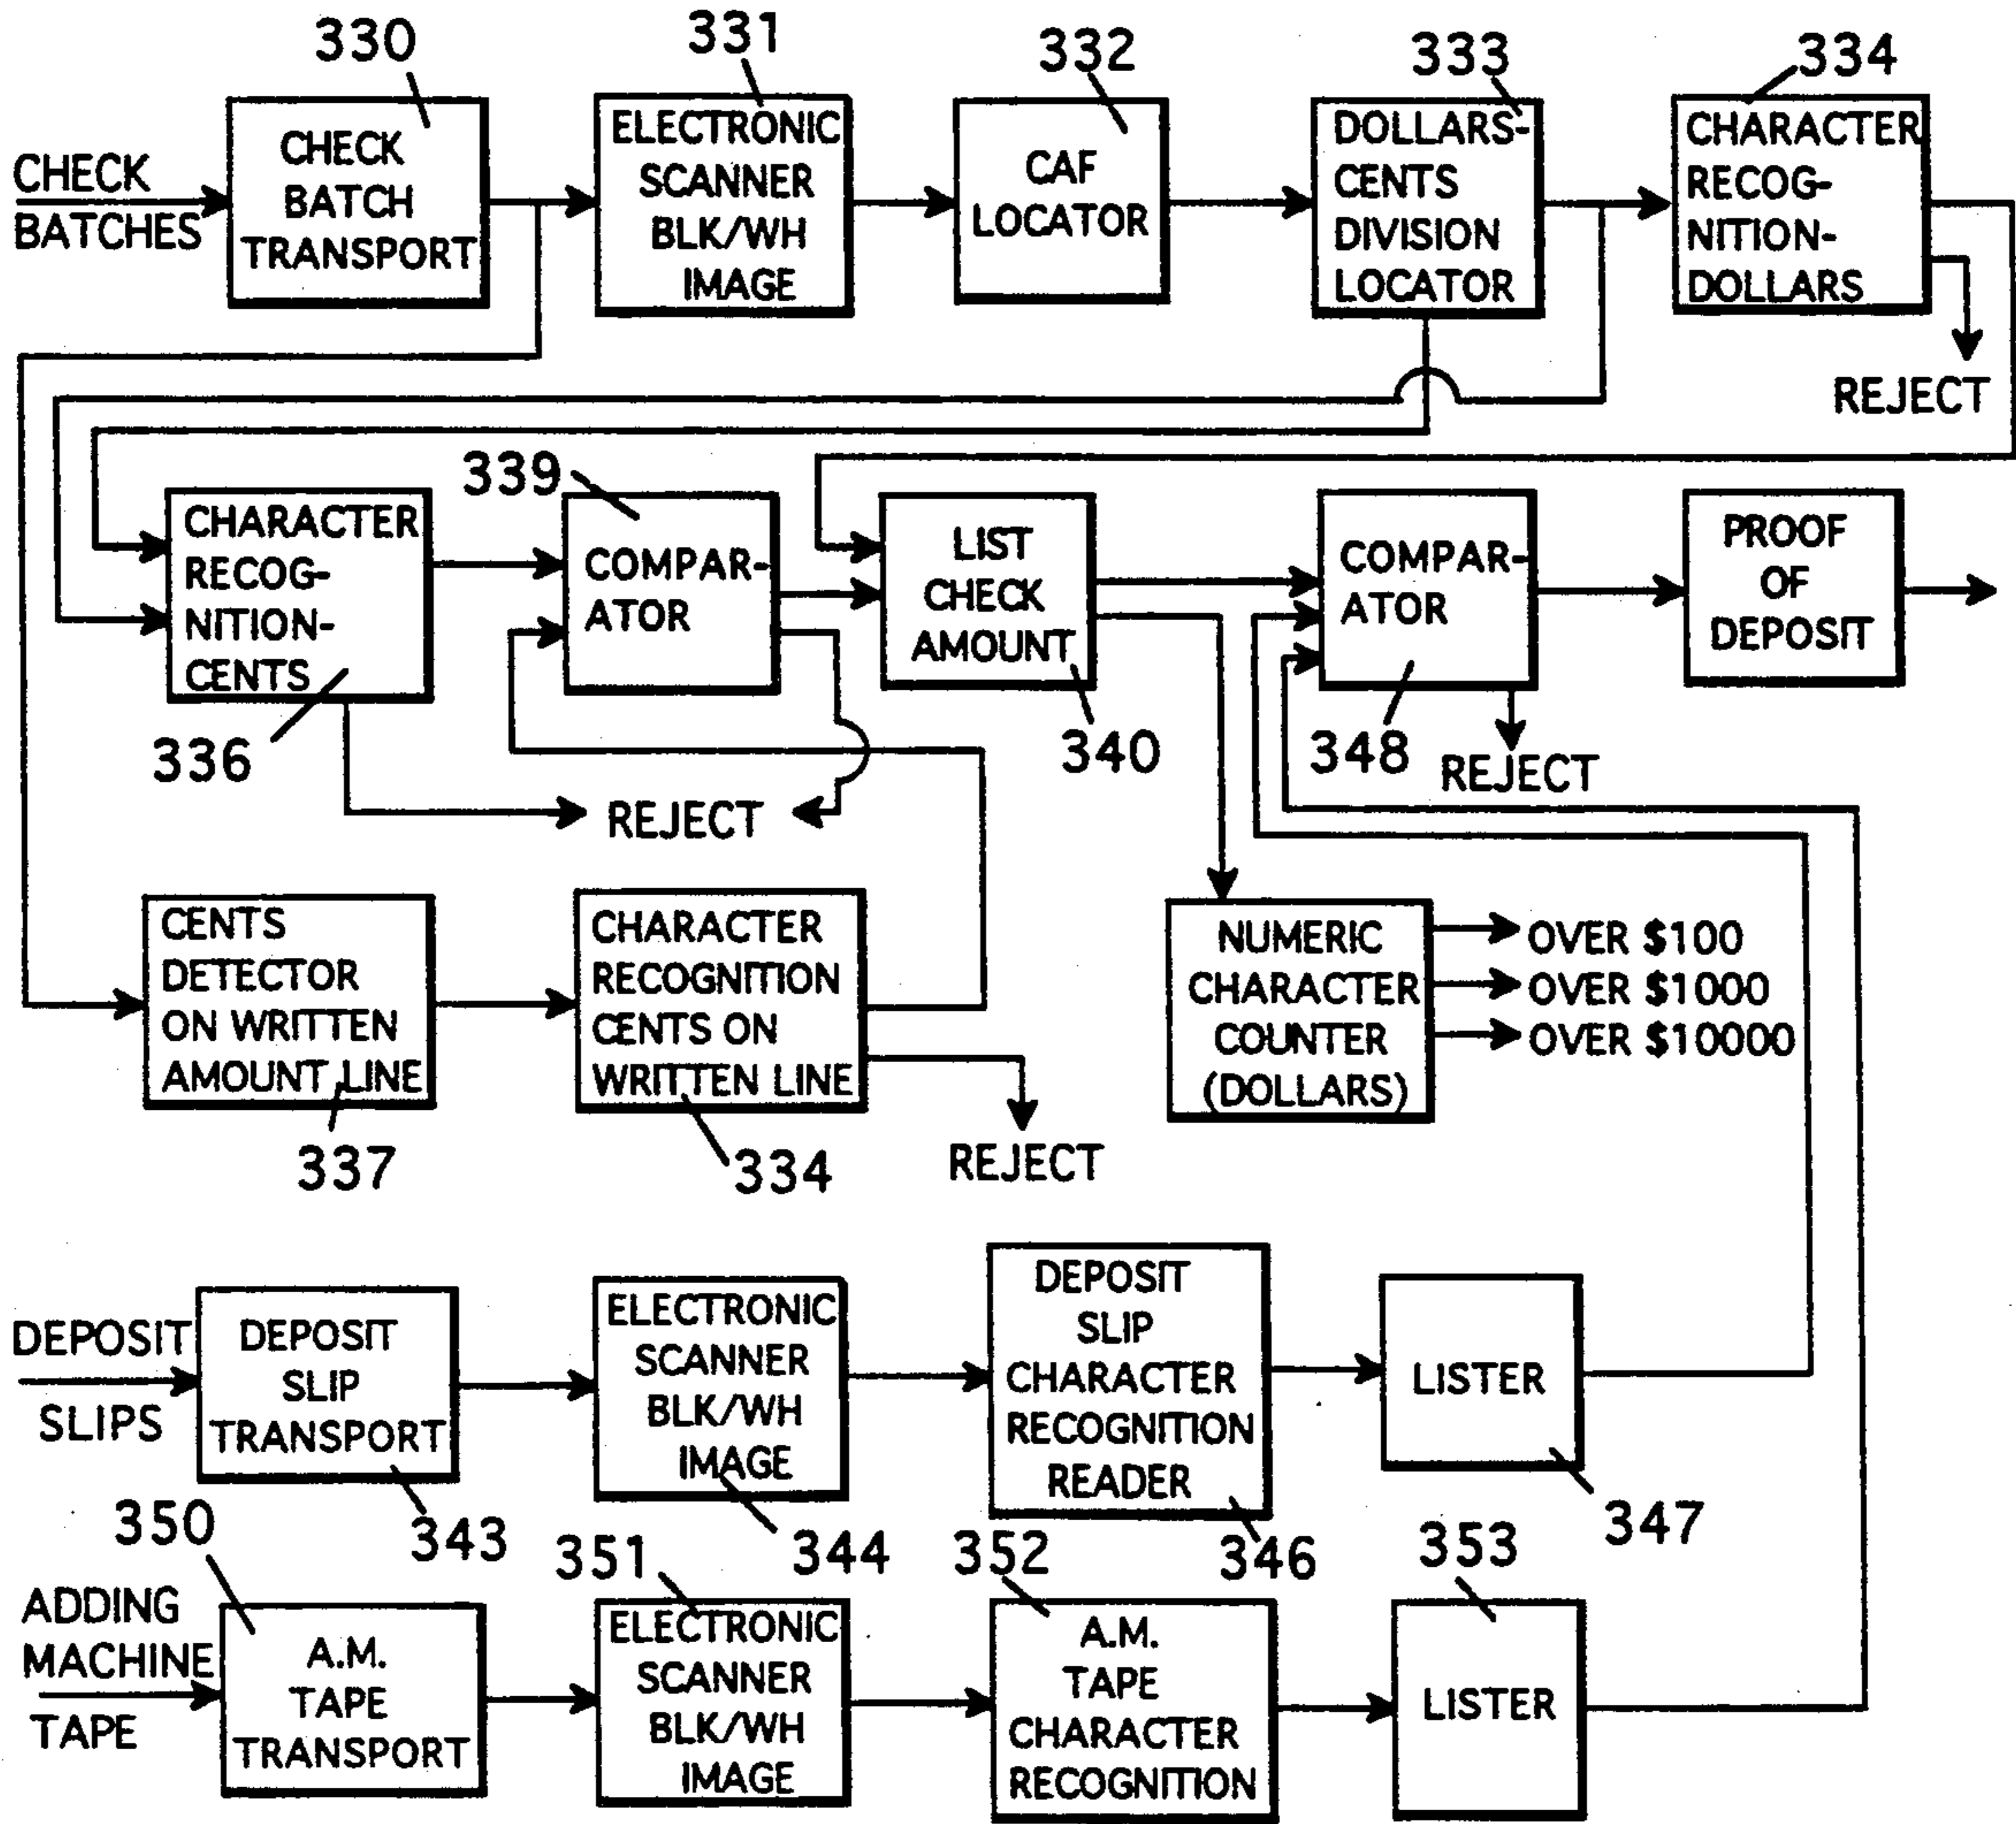 330
331
332
333
334
CHECK
BATCHES
CHECK
BATCH
TRANSPORT
ELECTRONIC
SCANNER
BLK/WH
IMAGE
CAF
LOCATOR
DOLLARS-
CENTS
DIVISION
LOCATOR
CHARACTER
RECOG-
NITION-
DOLLARS
REJECT
339
CHARACTER
RECOG-
NITION-
CENTS
336
COMPAR-
ATOR
LIST
CHECK
AMOUNT
340
COMPAR-
ATOR
348
PROOF
OF
DEPOSIT
REJECT
REJECT
CENTS
DETECTOR
ON WRITTEN
AMOUNT LINE
337
CHARACTER
RECOGNITION
CENTS ON
WRITTEN LINE
334
REJECT
NUMERIC
CHARACTER
COUNTER
(DOLLARS)
OVER $100
OVER $1000
OVER $10000
DEPOSIT
SLIPS
DEPOSIT
SLIP
TRANSPORT
343
ELECTRONIC
SCANNER
BLK/WH
IMAGE
344
DEPOSIT
SLIP
CHARACTER
RECOGNITION
READER
346
LISTER
347
350
351
352
353
ADDING
MACHINE
TAPE
A.M.
TAPE
TRANSPORT
ELECTRONIC
SCANNER
BLK/WH
IMAGE
A.M.
TAPE
CHARACTER
RECOGNITION
LISTER